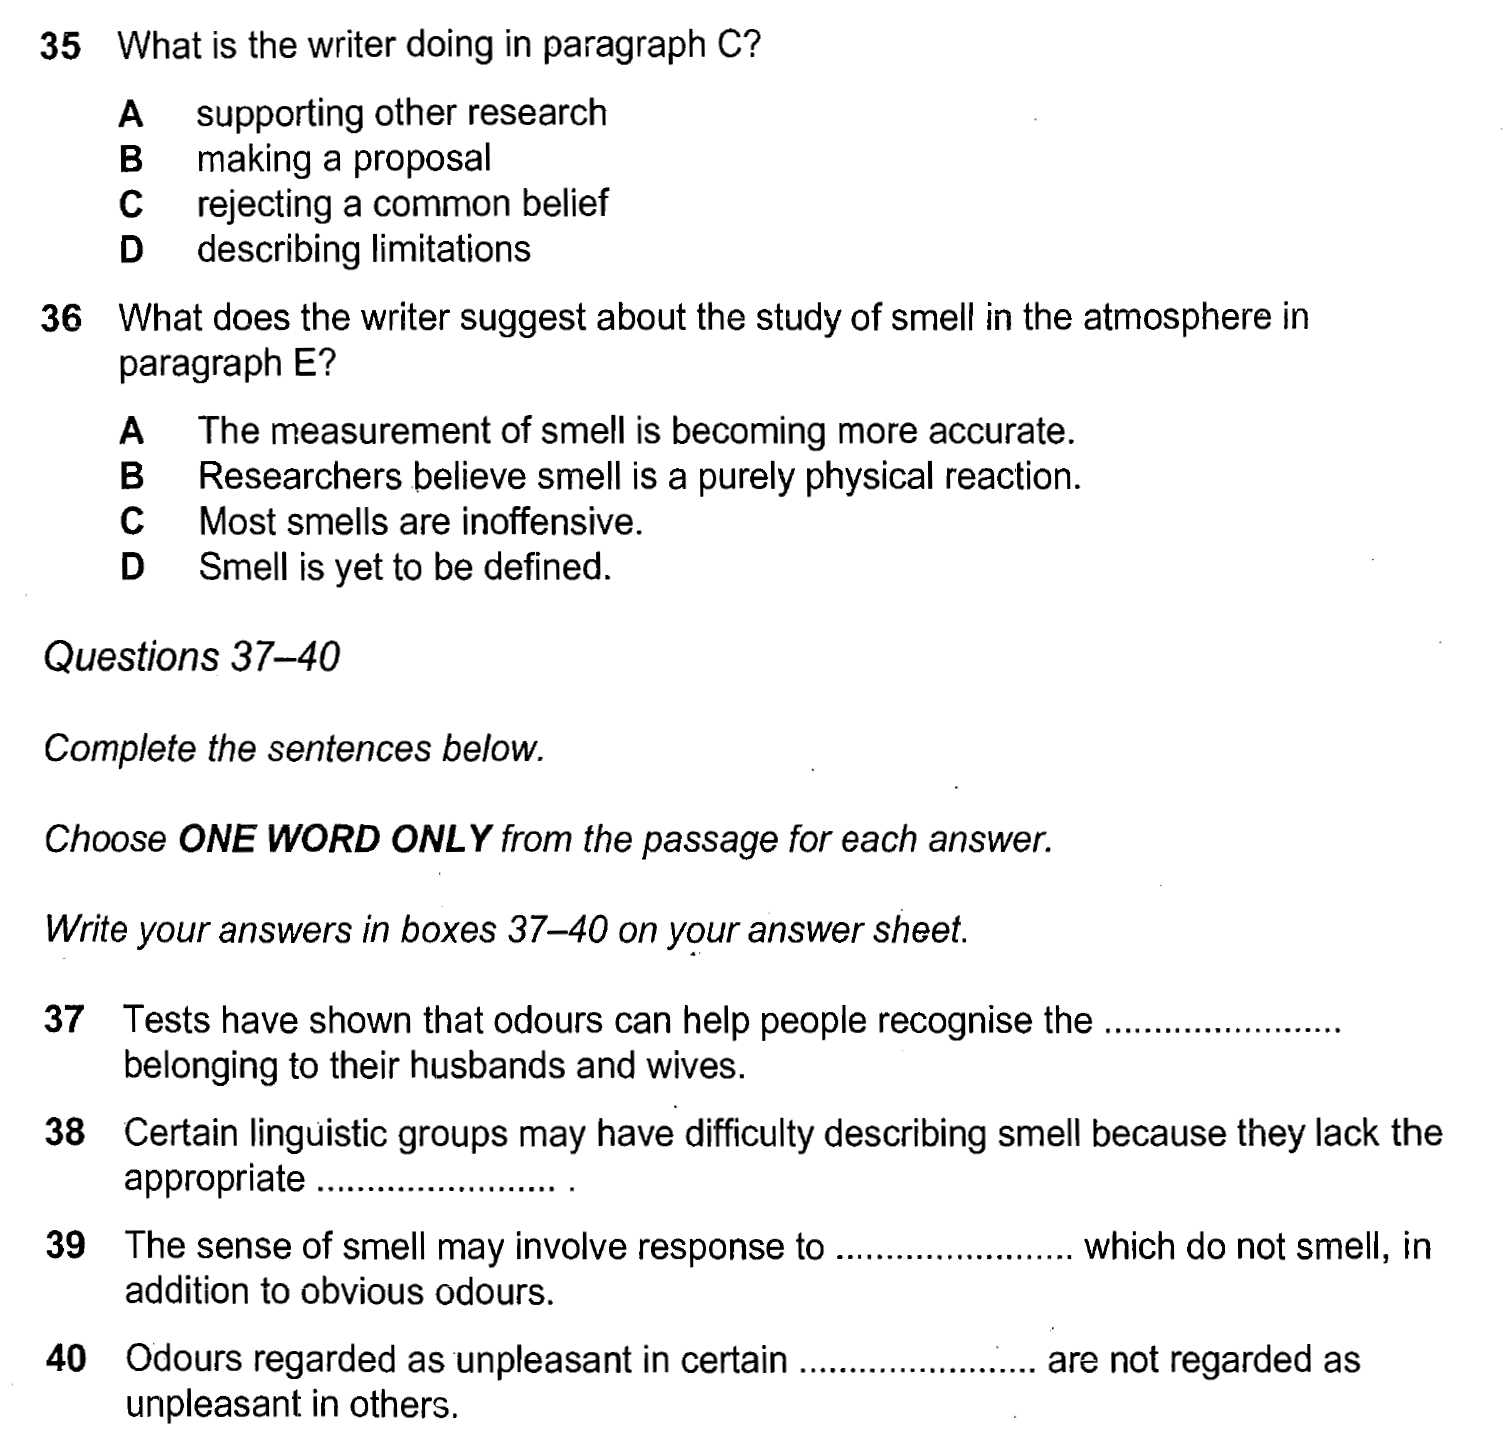 35 What is the writer doing in paragraph C?
A supporting other research
B making a proposal
C rejecting a common belief
D describing limitations
36 What does the writer suggest about the study of smell in the atmosphere in
paragraph E?
A The measurement of smell is becoming more accurate.
B Researchers believe smell is a purely physical reaction.
C Most smells are inoffensive.
D Smell is yet to be defined.
Questions 37–40
Complete the sentences below.
Choose ONE WORD ONLY from the passage for each answer.
Write your answers in boxes 37–40 on your answer sheet.
37 Tests have shown that odours can help people recognise the ........................
belonging to their husbands and wives.
38 Certain linguistic groups may have difficulty describing smell because they lack the
appropriate ........................ .
39 The sense of smell may involve response to ........................ which do not smell, in
addition to obvious odours.
40 Odours regarded as unpleasant in certain ........................ are not regarded as
unpleasant in others.